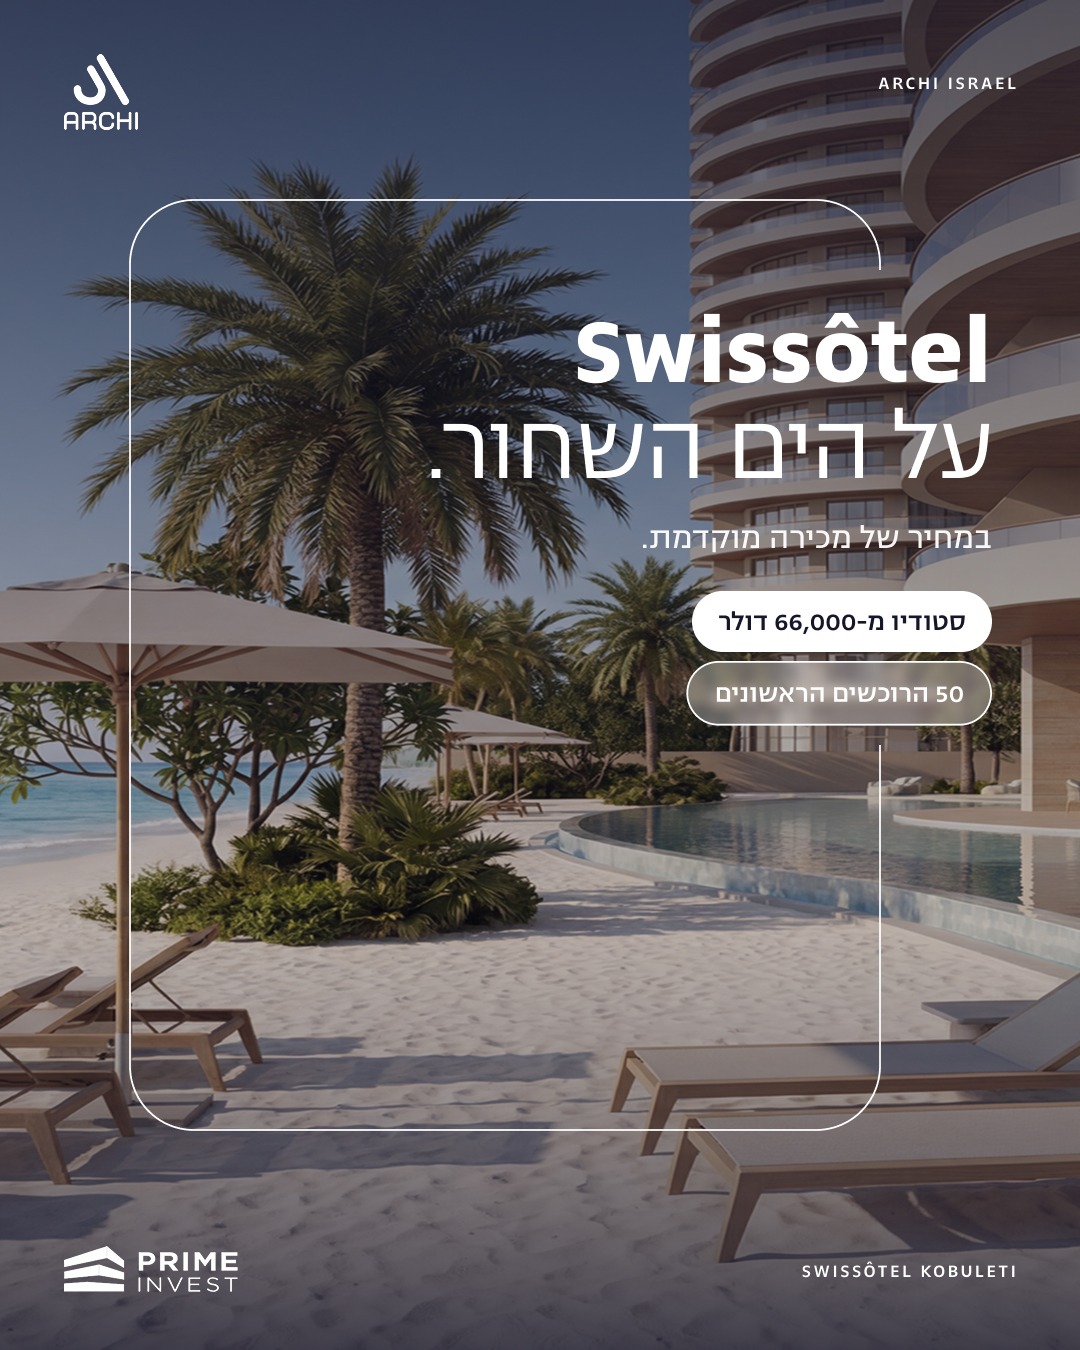 ARCHI
ARCHI ISRAEL
Swissôtel
על הים השחור.
במחיר של מכירה מוקדמת.
סטודיו מ-66,000 דולר
50 הרוכשים הראשונים
PRIME
INVEST
SWISSÔTEL KOBULETI